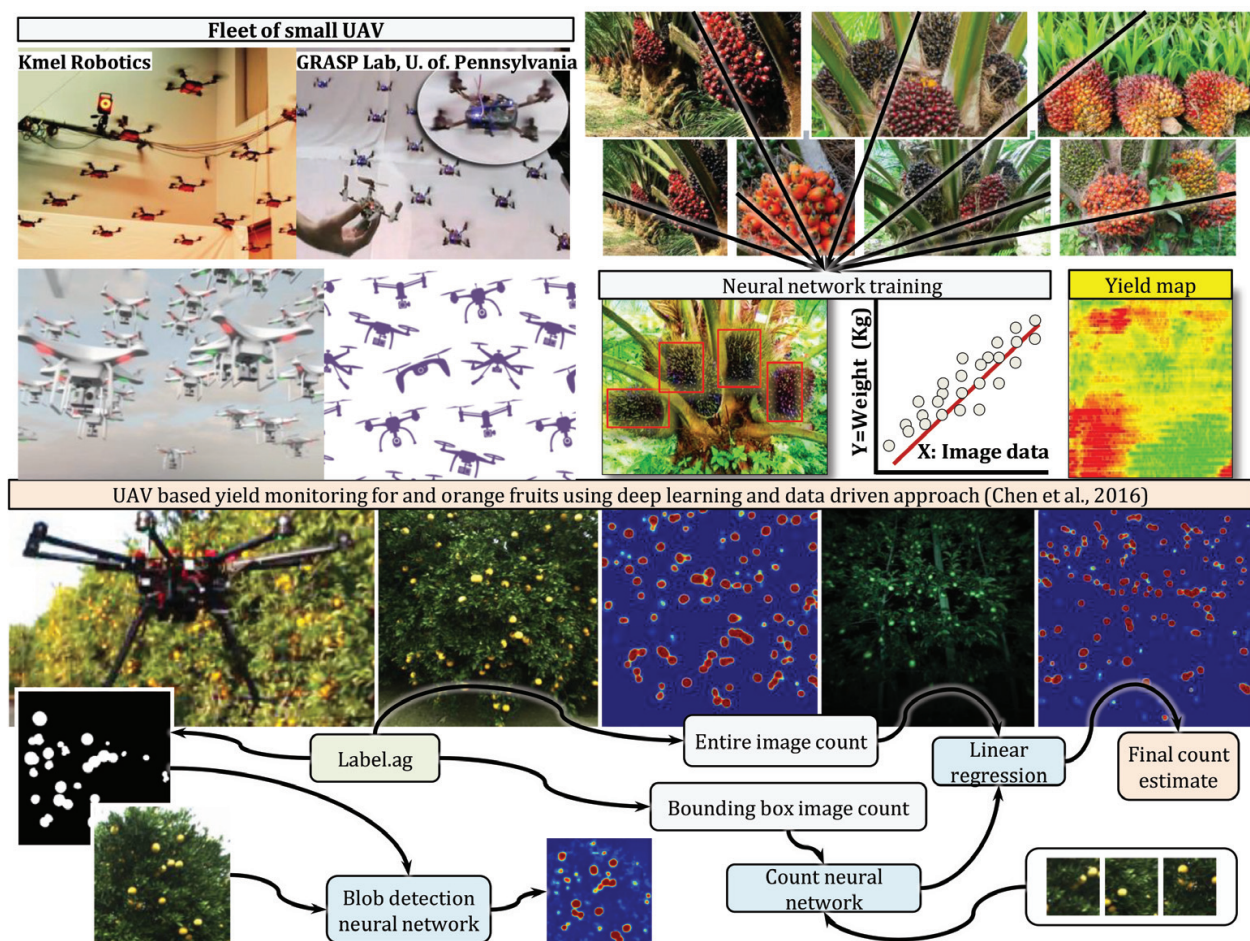 Fleet of small UAV
Kmel Robotics
GRASP Lab, U. of. Pennsylvania
Neural network training
Yield map
Y=Weight (Kg)
X: Image data
UAV based yield monitoring for and orange fruits using deep learning and data driven approach (Chen et al., 2016)
Label.ag
Entire image count
Bounding box image count
Linear
regression
Final count
estimate
Blob detection
neural network
Count neural
network